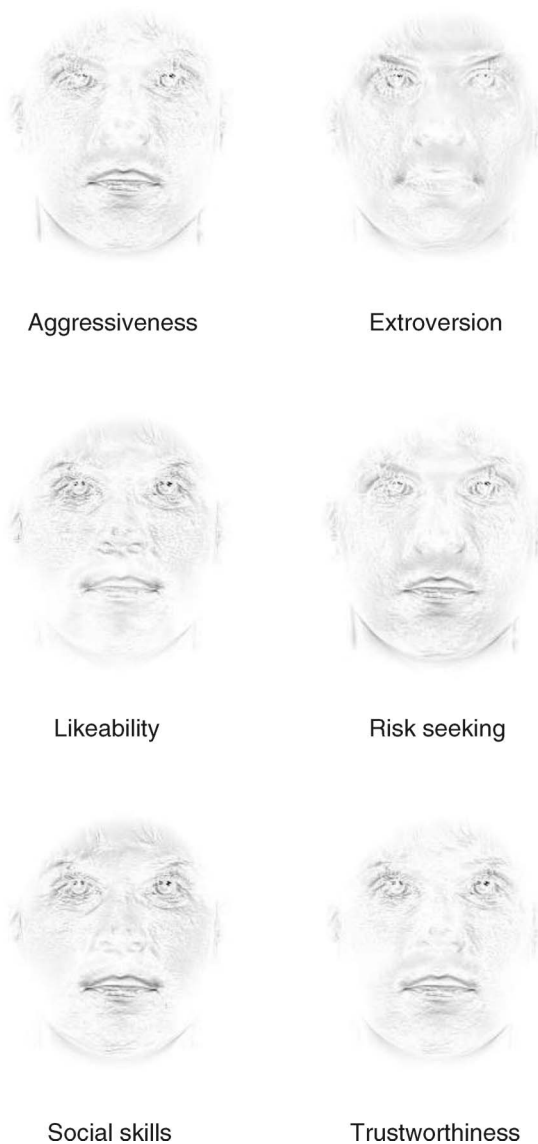 Aggressiveness
Extroversion
Likeability
Risk seeking
Social skills
Trustworthiness